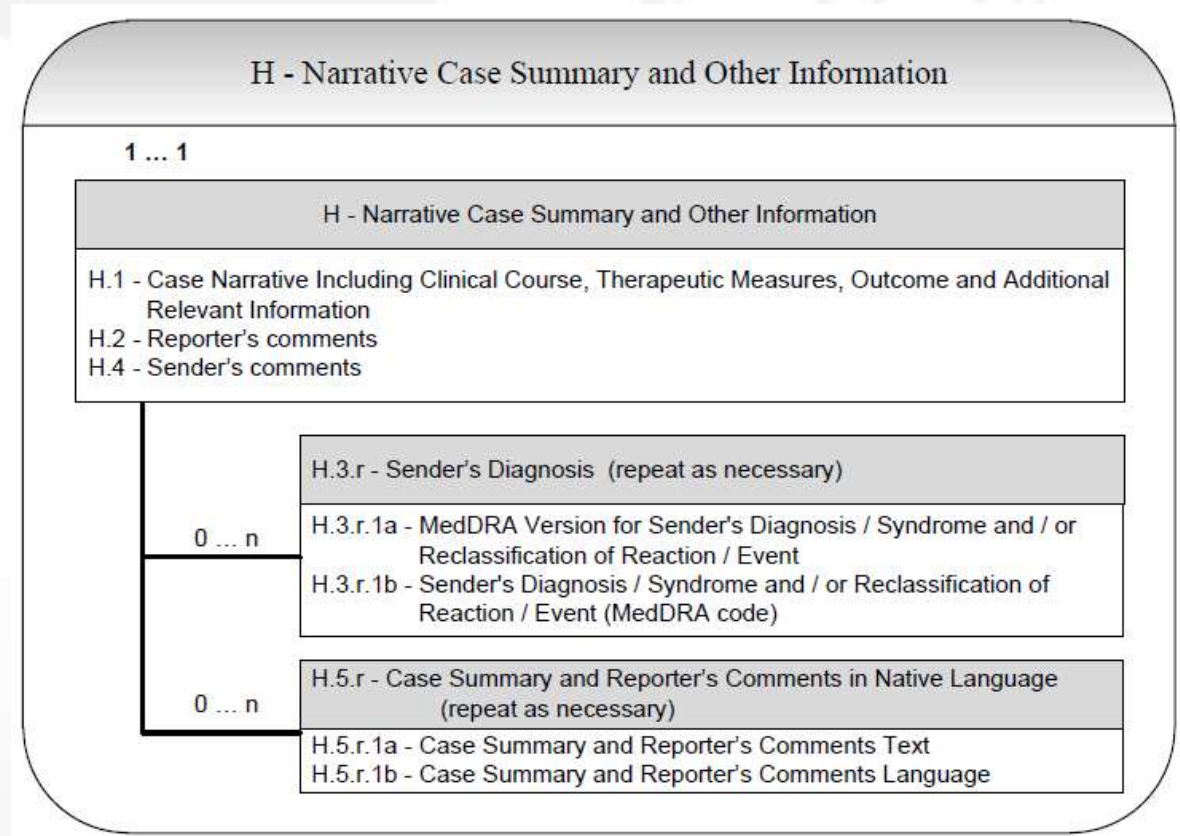 H - Narrative Case Summary and Other Information
1 ... 1
H - Narrative Case Summary and Other Information
H.1 - Case Narrative Including Clinical Course, Therapeutic Measures, Outcome and Additional
Relevant Information
H.2 - Reporter's comments
H.4 - Sender's comments
H.3.r - Sender's Diagnosis (repeat as necessary)
0 ... n
H.3.r.1a - MedDRA Version for Sender's Diagnosis / Syndrome and / or
Reclassification of Reaction / Event
H.3.r.1b - Sender's Diagnosis / Syndrome and / or Reclassification of
Reaction / Event (MedDRA code)
H.5.r - Case Summary and Reporter's Comments in Native Language
(repeat as necessary)
0 ... n
H.5.r.1a - Case Summary and Reporter's Comments Text
H.5.r.1b - Case Summary and Reporter's Comments Language